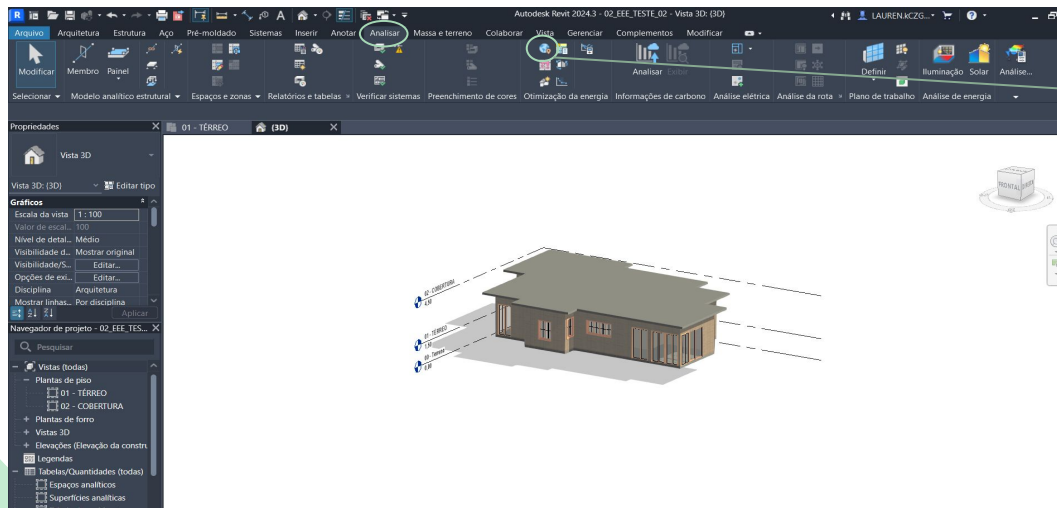 Autodesk Revit 2024.3 - 02_EEE_TESTE_02 - Vista 3D: {3D}
LAUREN.kCZG...
Arquivo Arquitetura Estrutura Aço Pré-moldado Sistemas Inserir Anotar Analisar Massa e terreno Colaborar Vista Gerenciar Complementos Modificar
Modificar Membro Painel Analisar Exibir Definir Iluminação Solar Análise...
Selecionar Modelo analítico estrutural Espaços e zonas Relatórios e tabelas Verificar sistemas Preenchimento de cores Otimização da energia Informações de carbono Análise elétrica Análise da rota Plano de trabalho Análise de energia
Propriedades
01 - TÉRREO
(3D)
Vista 3D
Vista 3D: {3D} Editar tipo
Gráficos
Escala da vista 1 : 100
Valor de escal... 100
Nível de detal... Médio
Visibilidade d... Mostrar original
Visibilidade/S... Editar...
Opções de exi... Editar...
Disciplina Arquitetura
Mostrar linhas... Por disciplina
Aplicar
Navegador de projeto - 02_EEE_TES...
Pesquisar
Vistas (todas)
Plantas de piso
01 - TÉRREO
02 - COBERTURA
Plantas de forro
Vistas 3D
Elevações (Elevação da constru
Legendas
Tabelas/Quantidades (todas)
Espaços analíticos
Superfícies analíticas
02 - COBERTURA
4,50
01 - TÉRREO
1,50
00 - Terreno
0,00
FRONTAL